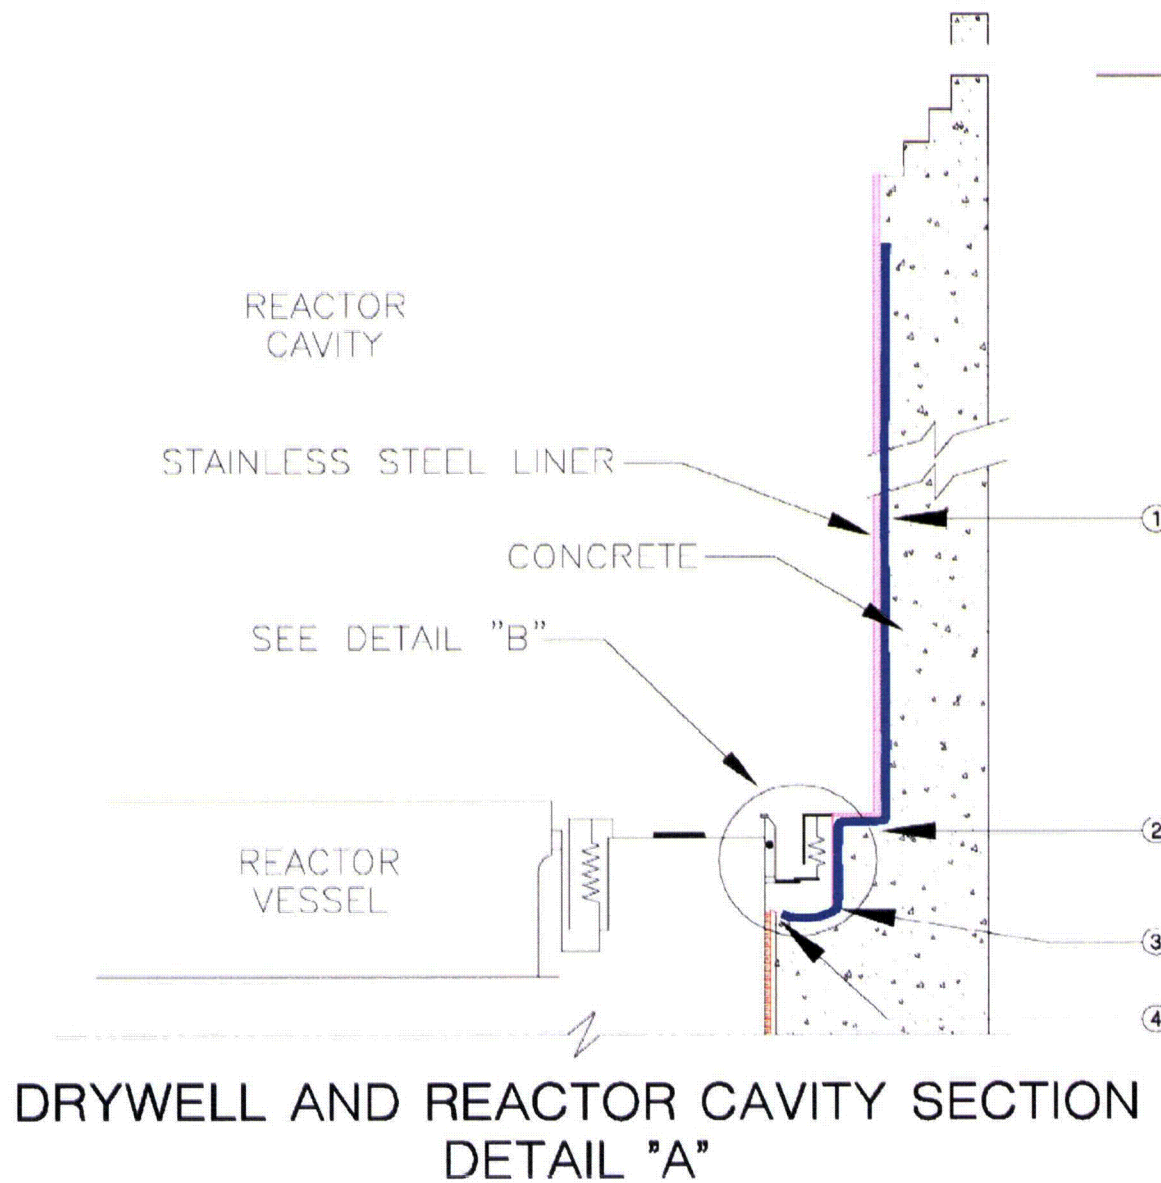 REACTOR
CAVITY
STAINLESS STEEL LINER
1
CONCRETE
SEE DETAIL "B"
2
REACTOR
VESSEL
3
4
DRYWELL AND REACTOR CAVITY SECTION
DETAIL "A"